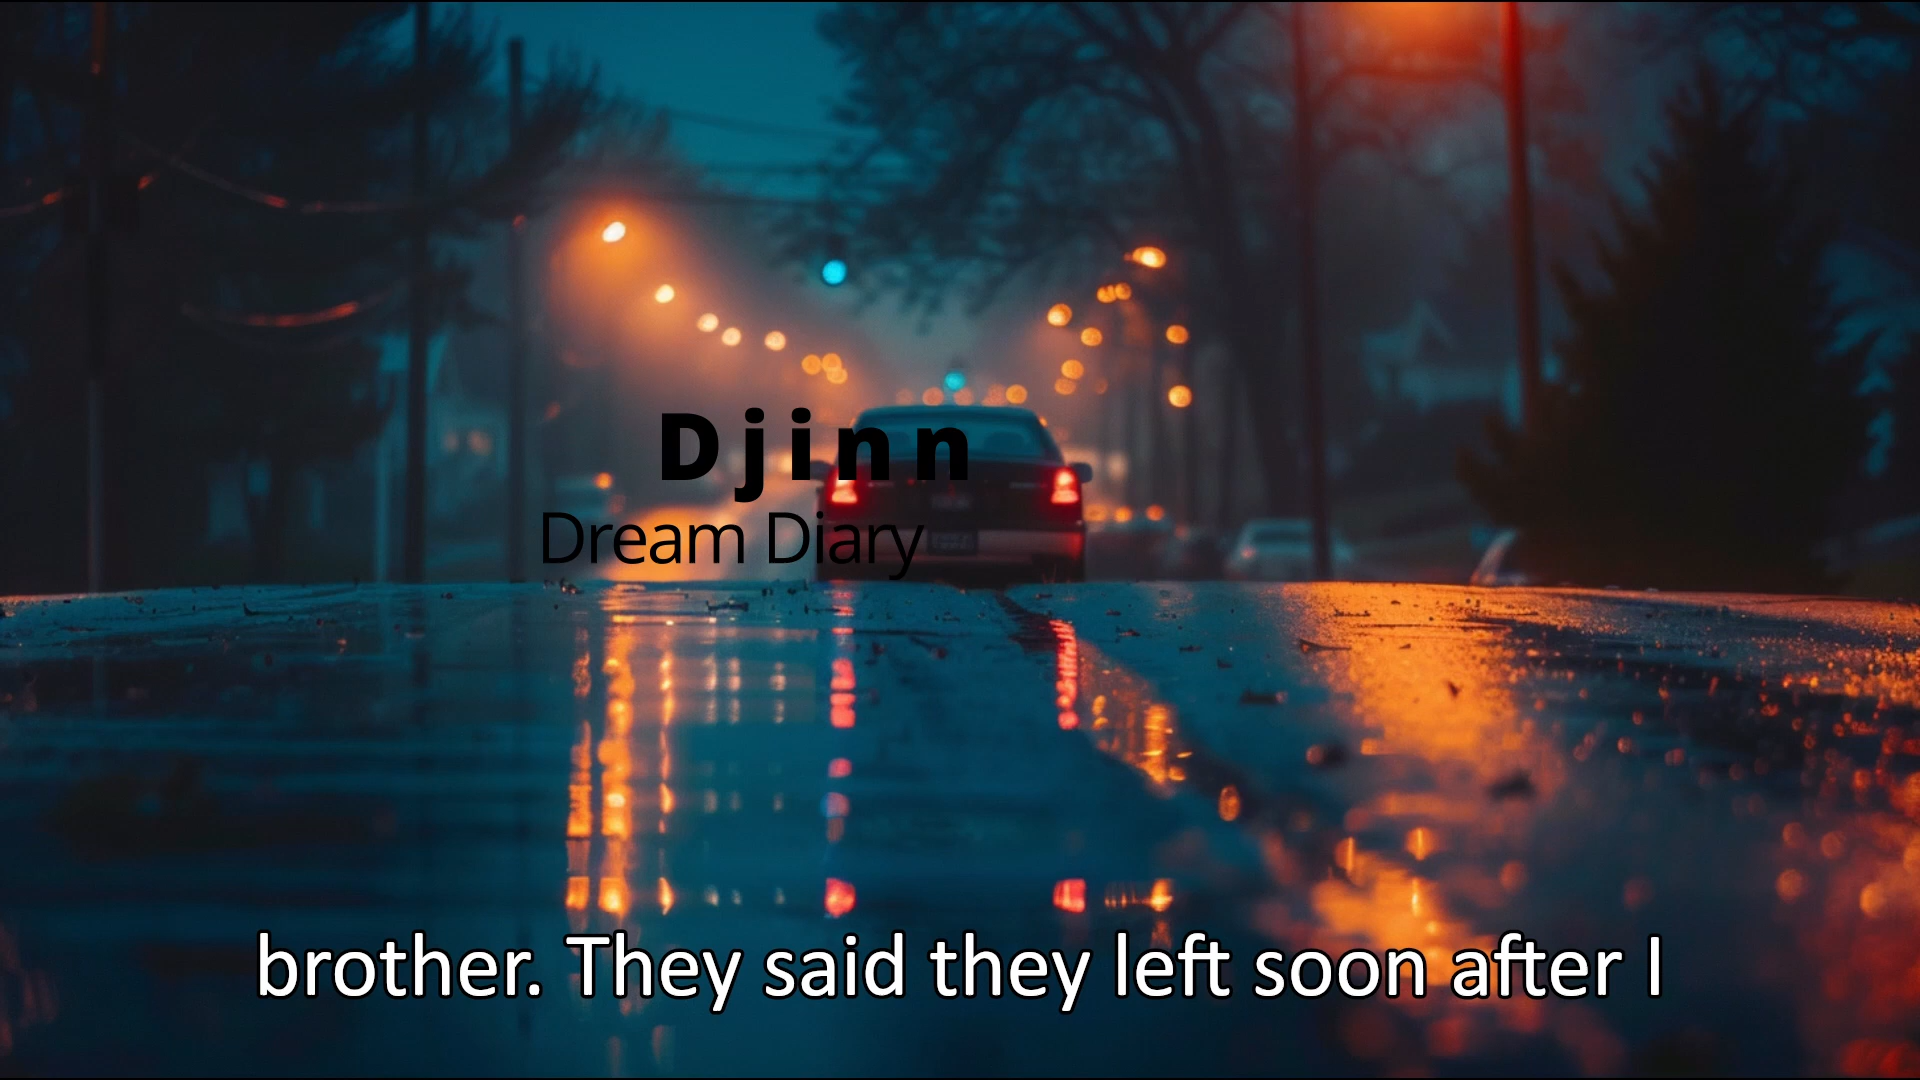 Djinn
Dream Diary
brother. They said they left soon after I